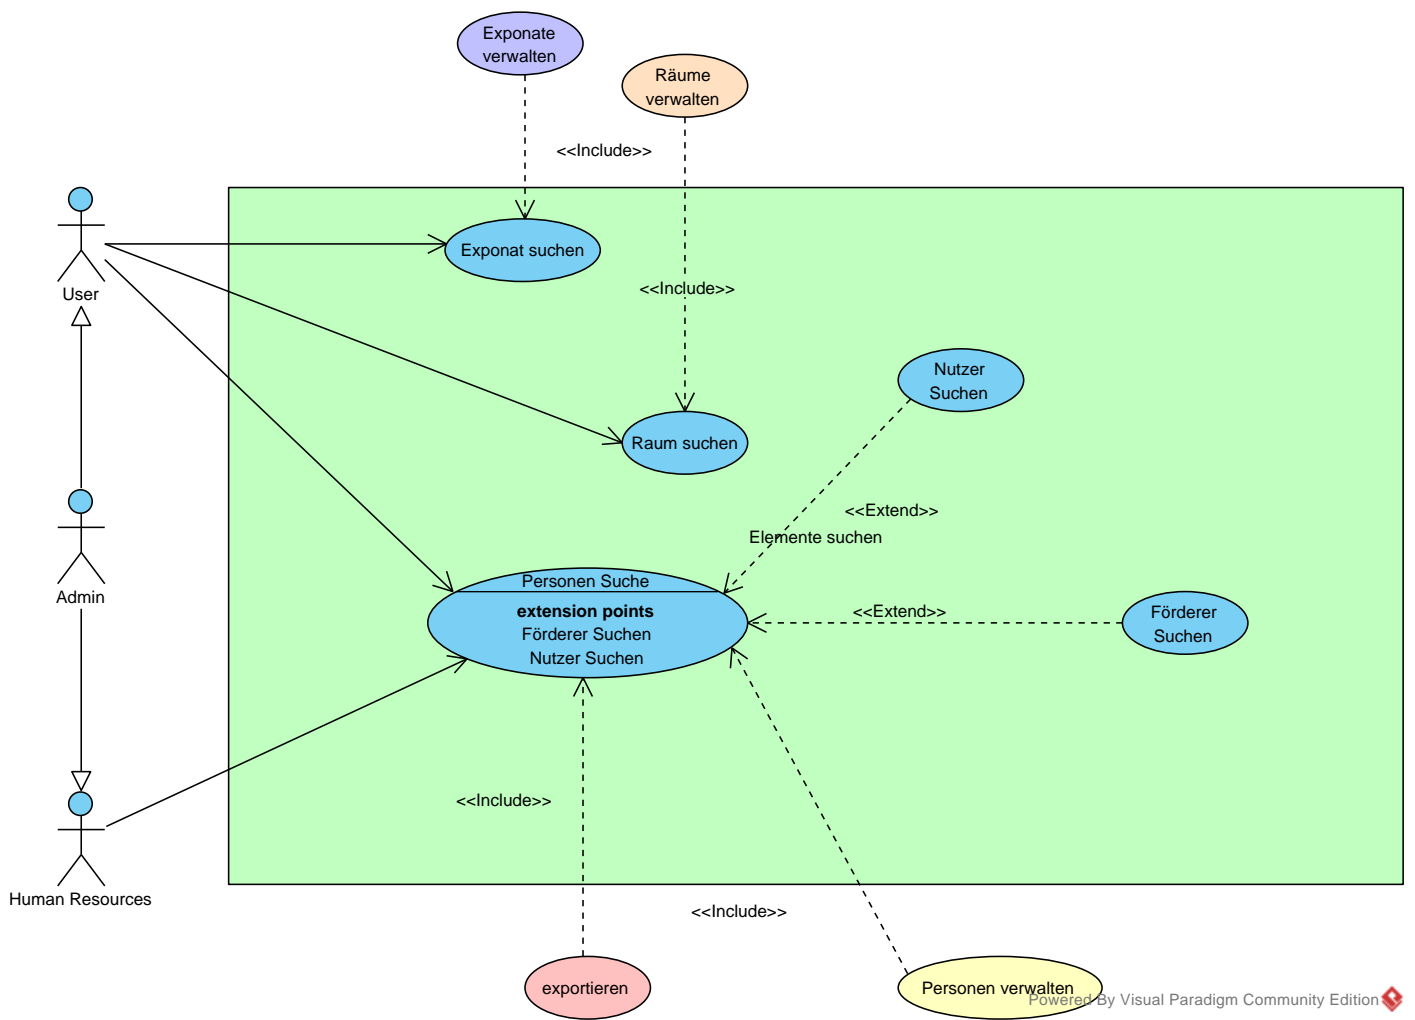 Exponate
verwalten
Räume
verwalten
<<Include>>
Exponat suchen
<<Include>>
User
Nutzer
Suchen
Raum suchen
<<Extend>>
Elemente suchen
Personen Suche
extension points
Förderer Suchen
Nutzer Suchen
<<Extend>>
Förderer
Suchen
Admin
<<Include>>
Human Resources
<<Include>>
exportieren
Personen verwalten
Powered By Visual Paradigm Community Edition